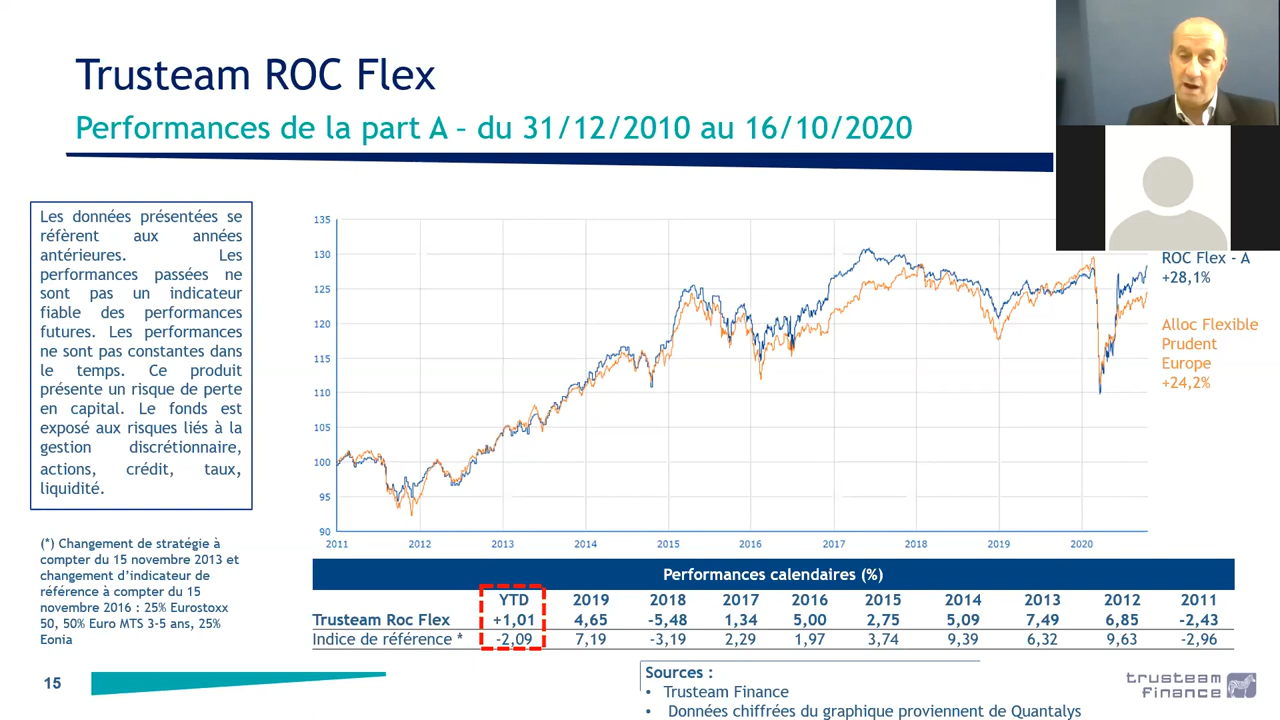 Trusteam ROC Flex
Performances de la part A – du 31/12/2010 au 16/10/2020
Les données présentées se
réfèrent aux années
antérieures. Les
performances passées ne
sont pas un indicateur
fiable des performances
futures. Les performances
ne sont pas constantes dans
le temps. Ce produit
présente un risque de perte
en capital. Le fonds est
exposé aux risques liés à la
gestion discrétionnaire,
actions, crédit, taux,
liquidité.
(*) Changement de stratégie à
compter du 15 novembre 2013 et
changement d’indicateur de
référence à compter du 15
novembre 2016 : 25% Eurostoxx
50, 50% Euro MTS 3-5 ans, 25%
Eonia
135
130
125
120
115
110
105
100
95
90
2011 2012 2013 2014 2015 2016 2017 2018 2019 2020
ROC Flex - A
+28,1%
Alloc Flexible
Prudent
Europe
+24,2%
Performances calendaires (%)
YTD 2019 2018 2017 2016 2015 2014 2013 2012 2011
Trusteam Roc Flex +1,01 4,65 -5,48 1,34 5,00 2,75 5,09 7,49 6,85 -2,43
Indice de référence * -2,09 7,19 -3,19 2,29 1,97 3,74 9,39 6,32 9,63 -2,96
15
Sources :
• Trusteam Finance
• Données chiffrées du graphique proviennent de Quantalys
trusteam
finance